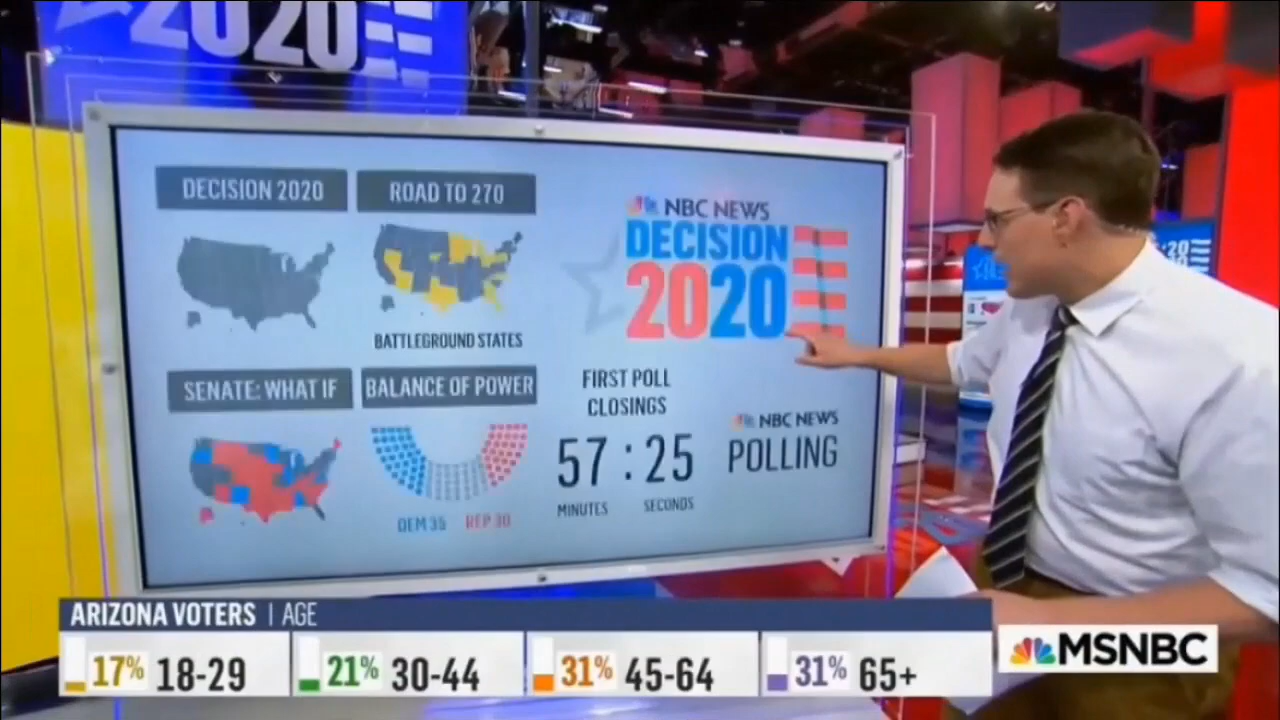 2020
DECISION 2020
ROAD TO 270
BATTLEGROUND STATES
SENATE: WHAT IF
BALANCE OF POWER
DEM 35 REP 30
NBC NEWS
DECISION
2020
FIRST POLL
CLOSINGS
57 : 25
MINUTES SECONDS
NBC NEWS
POLLING
ARIZONA VOTERS | AGE
17% 18-29
21% 30-44
31% 45-64
31% 65+
MSNBC